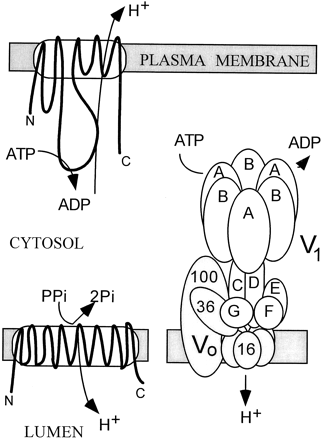 H+
PLASMA MEMBRANE
N
C
ATP
ADP
CYTOSOL
ATP
ADP
B
A
A
B
B
A
V1
100
C
D
E
36
G
F
Vo
16
H+
PPi
2Pi
N
C
H+
LUMEN